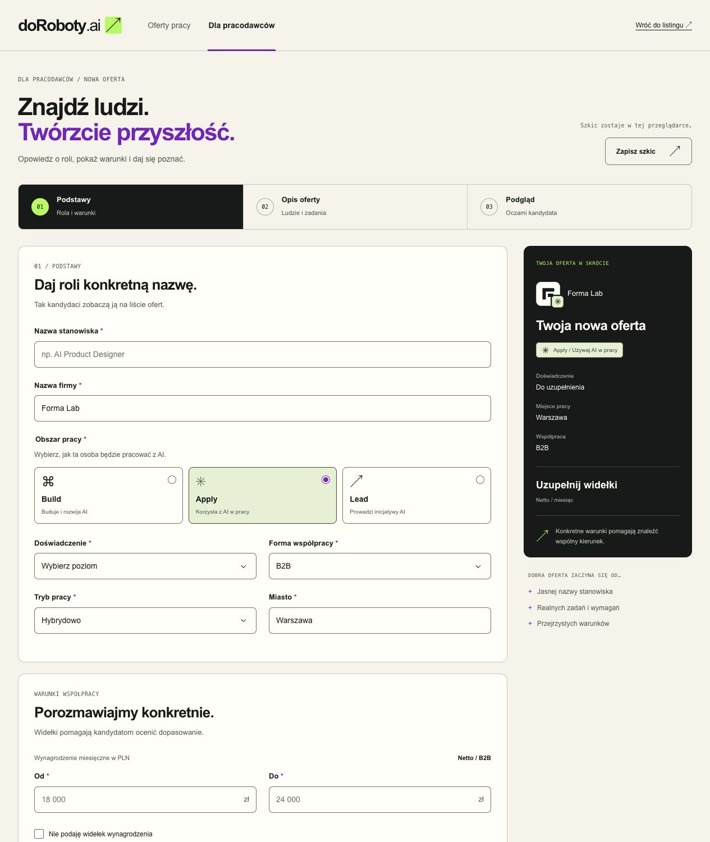 doRoboty.ai
Oferty pracy
Dla pracodawców
Wróć do listingu
DLA PRACODAWCÓW / NOWA OFERTA
Znajdź ludzi.
Twórzcie przyszłość.
Opowiedz o roli, pokaż warunki i daj się poznać.
Szkic zostaje w tej przeglądarce.
Zapisz szkic
01
Podstawy
Rola i warunki
02
Opis oferty
Ludzie i zadania
03
Podgląd
Oczami kandydata
01 / PODSTAWY
Daj roli konkretną nazwę.
Tak kandydaci zobaczą ją na liście ofert.
Nazwa stanowiska *
np. AI Product Designer
Nazwa firmy *
Forma Lab
Obszar pracy *
Wybierz, jak ta osoba będzie pracować z AI.
Build
Buduje i rozwija AI
Apply
Korzysta z AI w pracy
Lead
Prowadzi inicjatywy AI
Doświadczenie *
Wybierz poziom
Forma współpracy *
B2B
Tryb pracy *
Hybrydowo
Miasto *
Warszawa
WARUNKI WSPÓŁPRACY
Porozmawiajmy konkretnie.
Widełki pomagają kandydatom ocenić dopasowanie.
Wynagrodzenie miesięczne w PLN
Netto / B2B
Od *
18 000 zł
Do *
24 000 zł
Nie podaję widełek wynagrodzenia
TWOJA OFERTA W SKRÓCIE
Forma Lab
Twoja nowa oferta
Apply / Używaj AI w pracy
Doświadczenie
Do uzupełnienia
Miejsce pracy
Warszawa
Współpraca
B2B
Uzupełnij widełki
Netto / miesiąc
Konkretne warunki pomagają znaleźć
wspólny kierunek.
DOBRA OFERTA ZACZYNA SIĘ OD…
+ Jasnej nazwy stanowiska
+ Realnych zadań i wymagań
+ Przejrzystych warunków